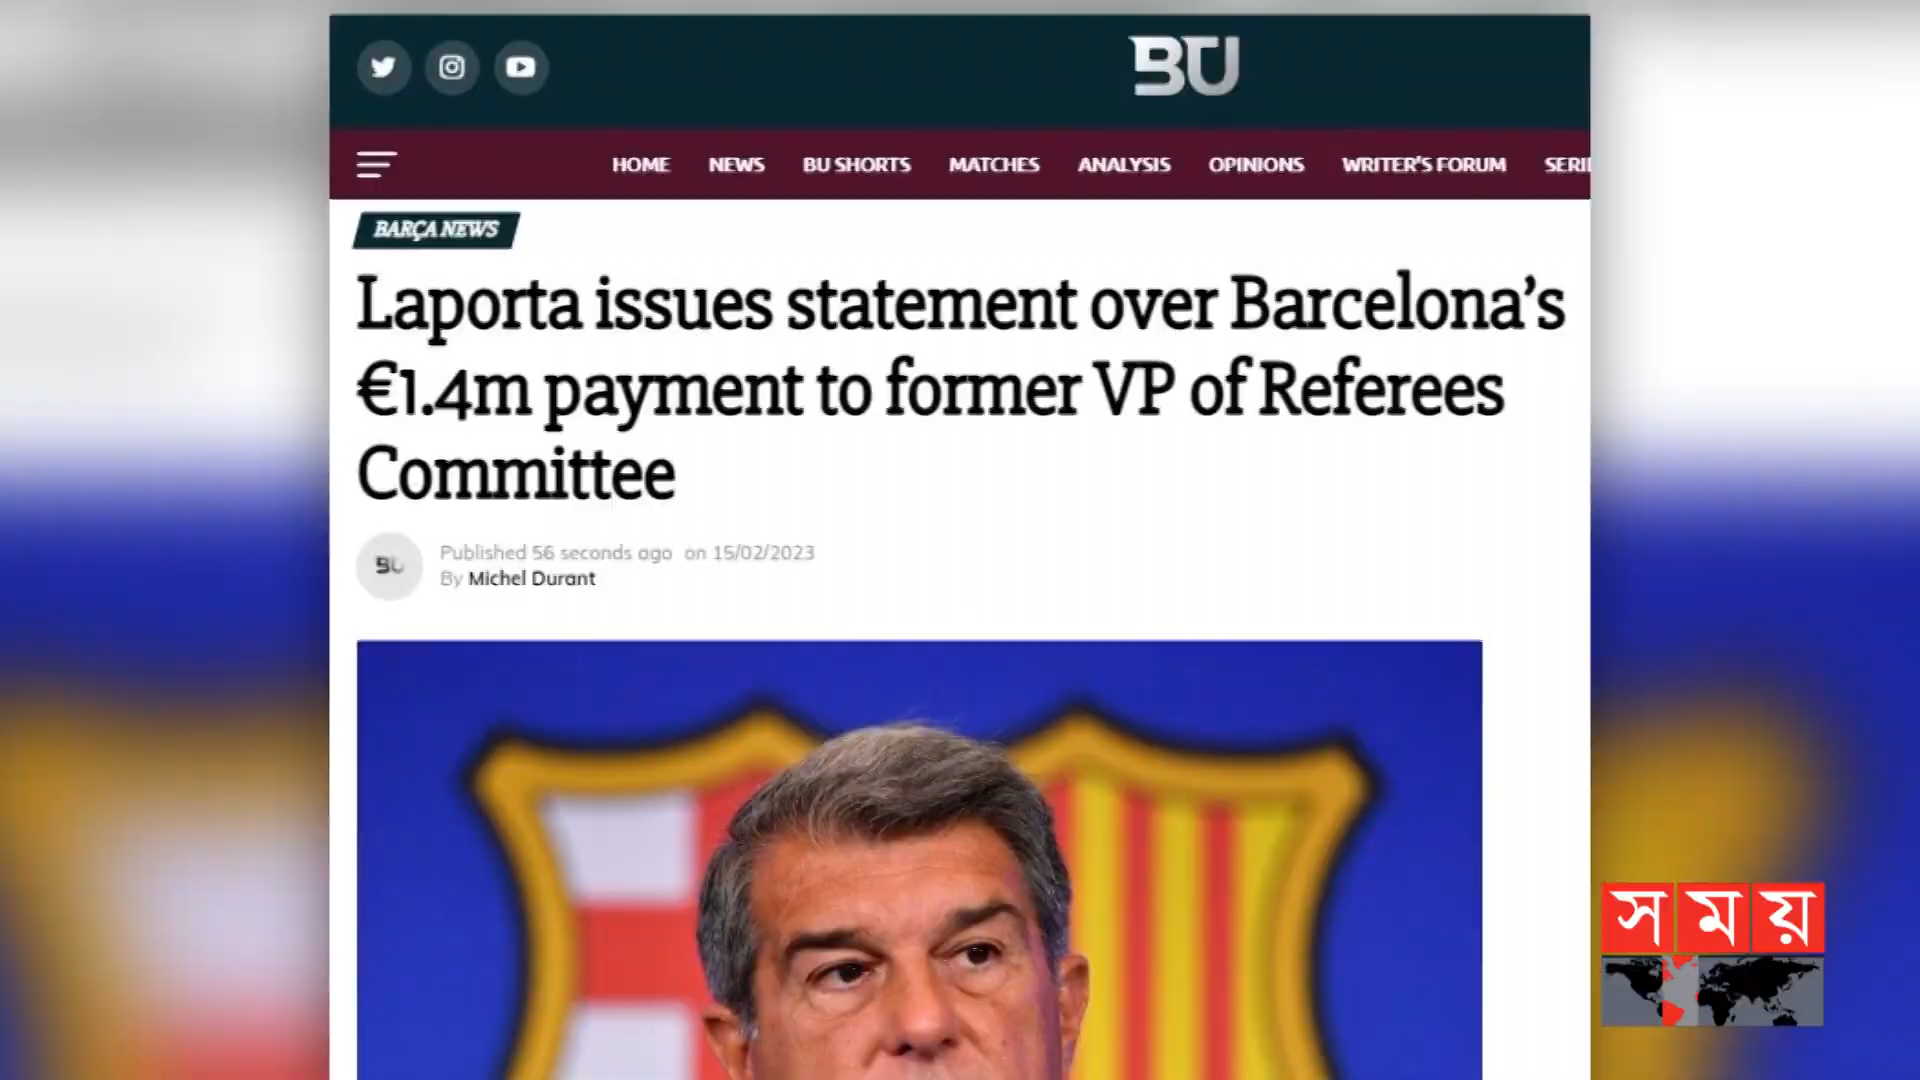 BU
HOME NEWS BU SHORTS MATCHES ANALYSIS OPINIONS WRITER'S FORUM
BARÇA NEWS
Laporta issues statement over Barcelona’s
€1.4m payment to former VP of Referees
Committee
BU
Published 56 seconds ago on 15/02/2023
By Michel Durant
সময়